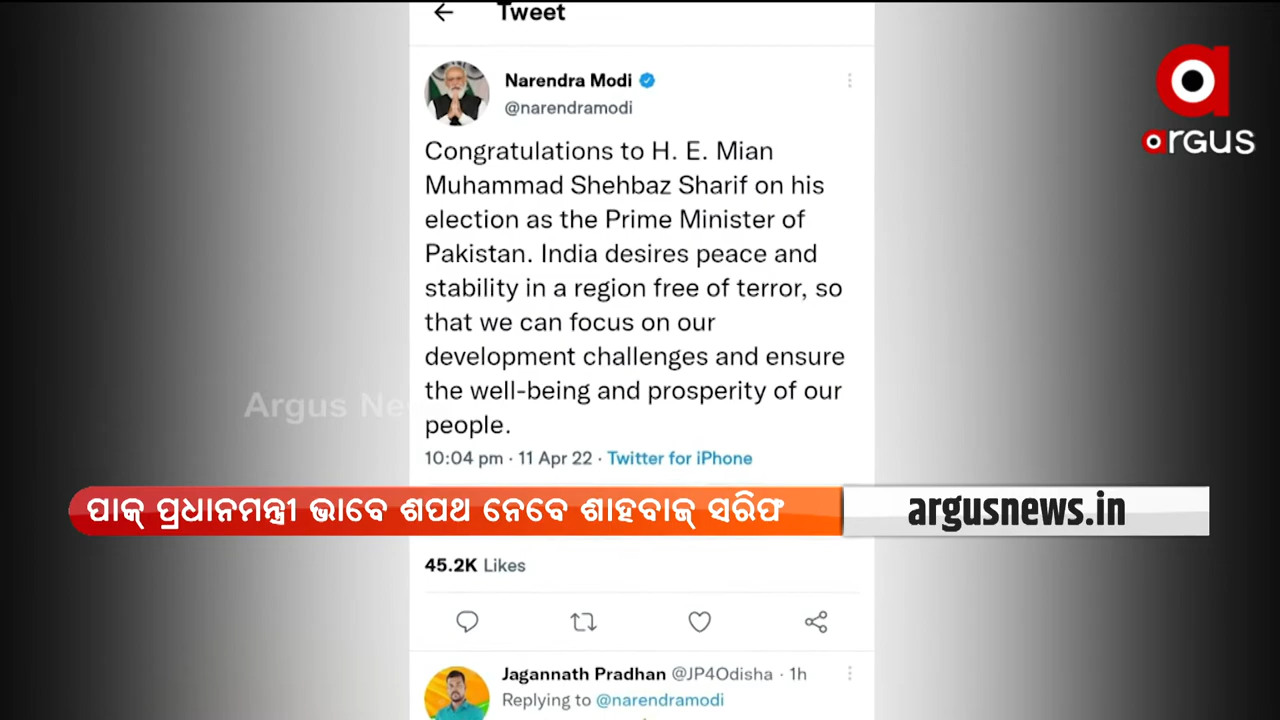 Tweet
Narendra Modi
@narendramodi
Congratulations to H. E. Mian
Muhammad Shehbaz Sharif on his
election as the Prime Minister of
Pakistan. India desires peace and
stability in a region free of terror, so
that we can focus on our
development challenges and ensure
the well-being and prosperity of our
people.
10:04 pm · 11 Apr 22 · Twitter for iPhone
argus
Argus Ne
ପାକ୍ ପ୍ରଧାନମନ୍ତ୍ରୀ ଭାବେ ଶପଥ ନେବେ ଶାହବାଜ୍ ସରିଫ
argusnews.in
45.2K Likes
Jagannath Pradhan @JP4Odisha · 1h
Replying to @narendramodi